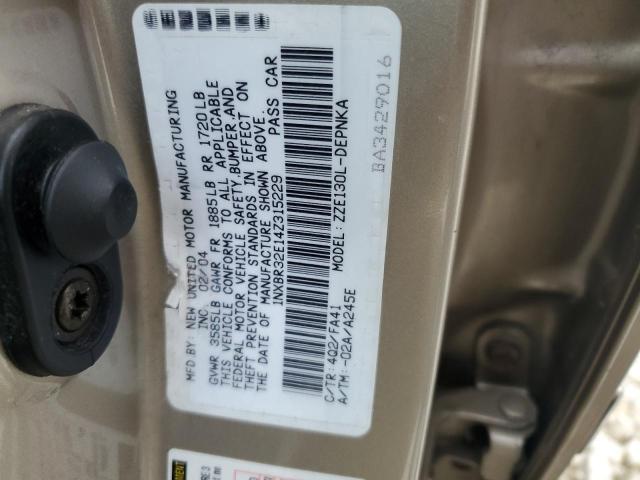 MFD.BY: NEW UNITED MOTOR MANUFACTURING
INC. 02/04
GVWR 3585LB GAWR FR 1885LB RR 1720LB
THIS VEHICLE CONFORMS TO ALL APPLICABLE
FEDERAL MOTOR VEHICLE SAFETY,BUMPER,AND
THEFT PREVENTION STANDARDS IN EFFECT ON
THE DATE OF MANUFACTURE SHOWN ABOVE.
1NXBR32E14Z315229 PASS CAR
C/TR: 4Q2/FA41 MODEL: ZZE130L-DEPNKA
A/TM: -02A/A245E
BA3429016